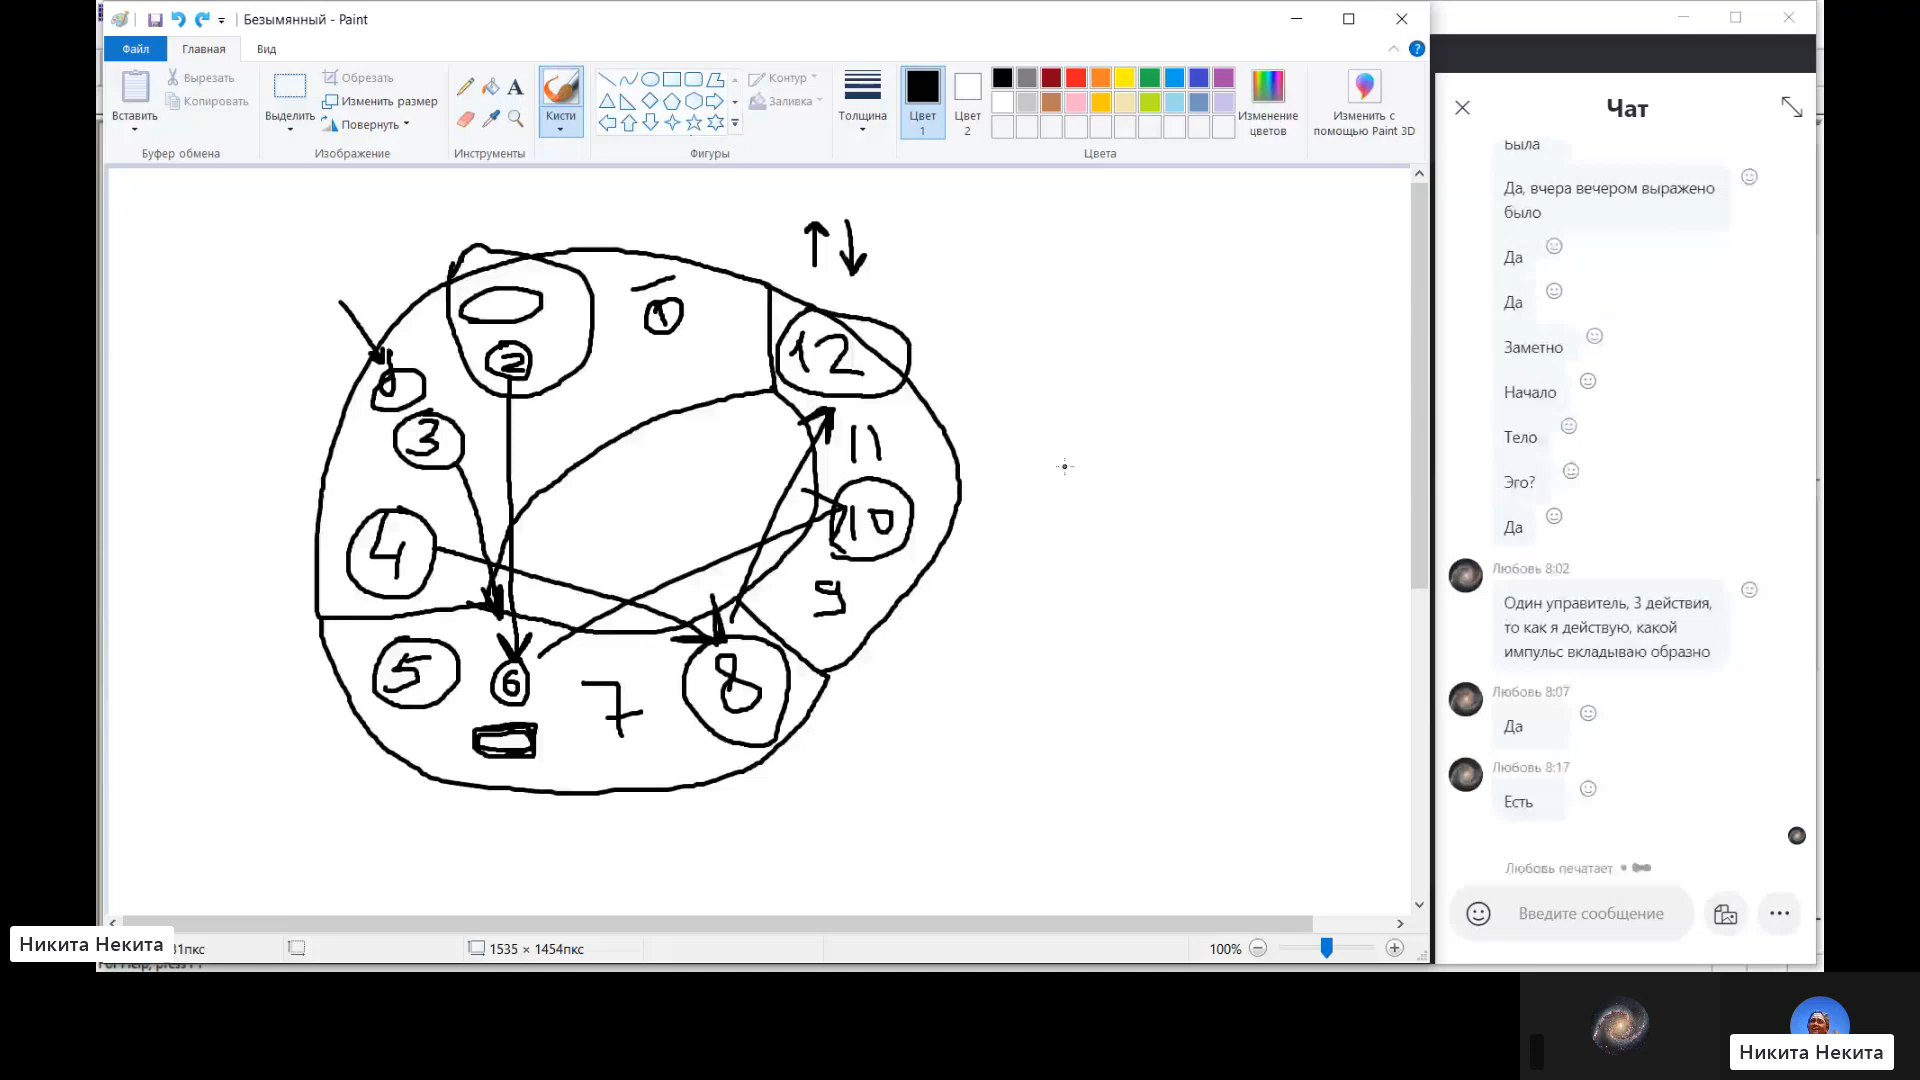 Безымянный - Paint
Файл
Главная
Вид
Вставить
Вырезать
Копировать
Буфер обмена
Выделить
Обрезать
Изменить размер
Повернуть
Изображение
Инструменты
Кисти
Фигуры
Контур
Заливка
Толщина
Цвет
1
Цвет
2
Изменение
цветов
Изменить с
помощью Paint 3D
Цвета
1
2
3
4
5
6
7
8
9
10
11
12
1535 × 1454пкс
100%
Чат
Была
Да, вчера вечером выражено
было
Да
Да
Заметно
Начало
Тело
Эго?
Да
Любовь 8:02
Один управитель, 3 действия,
то как я действую, какой
импульс вкладываю образно
Любовь 8:07
Да
Любовь 8:17
Есть
Любовь печатает
Введите сообщение
Никита Некита
Никита Некита